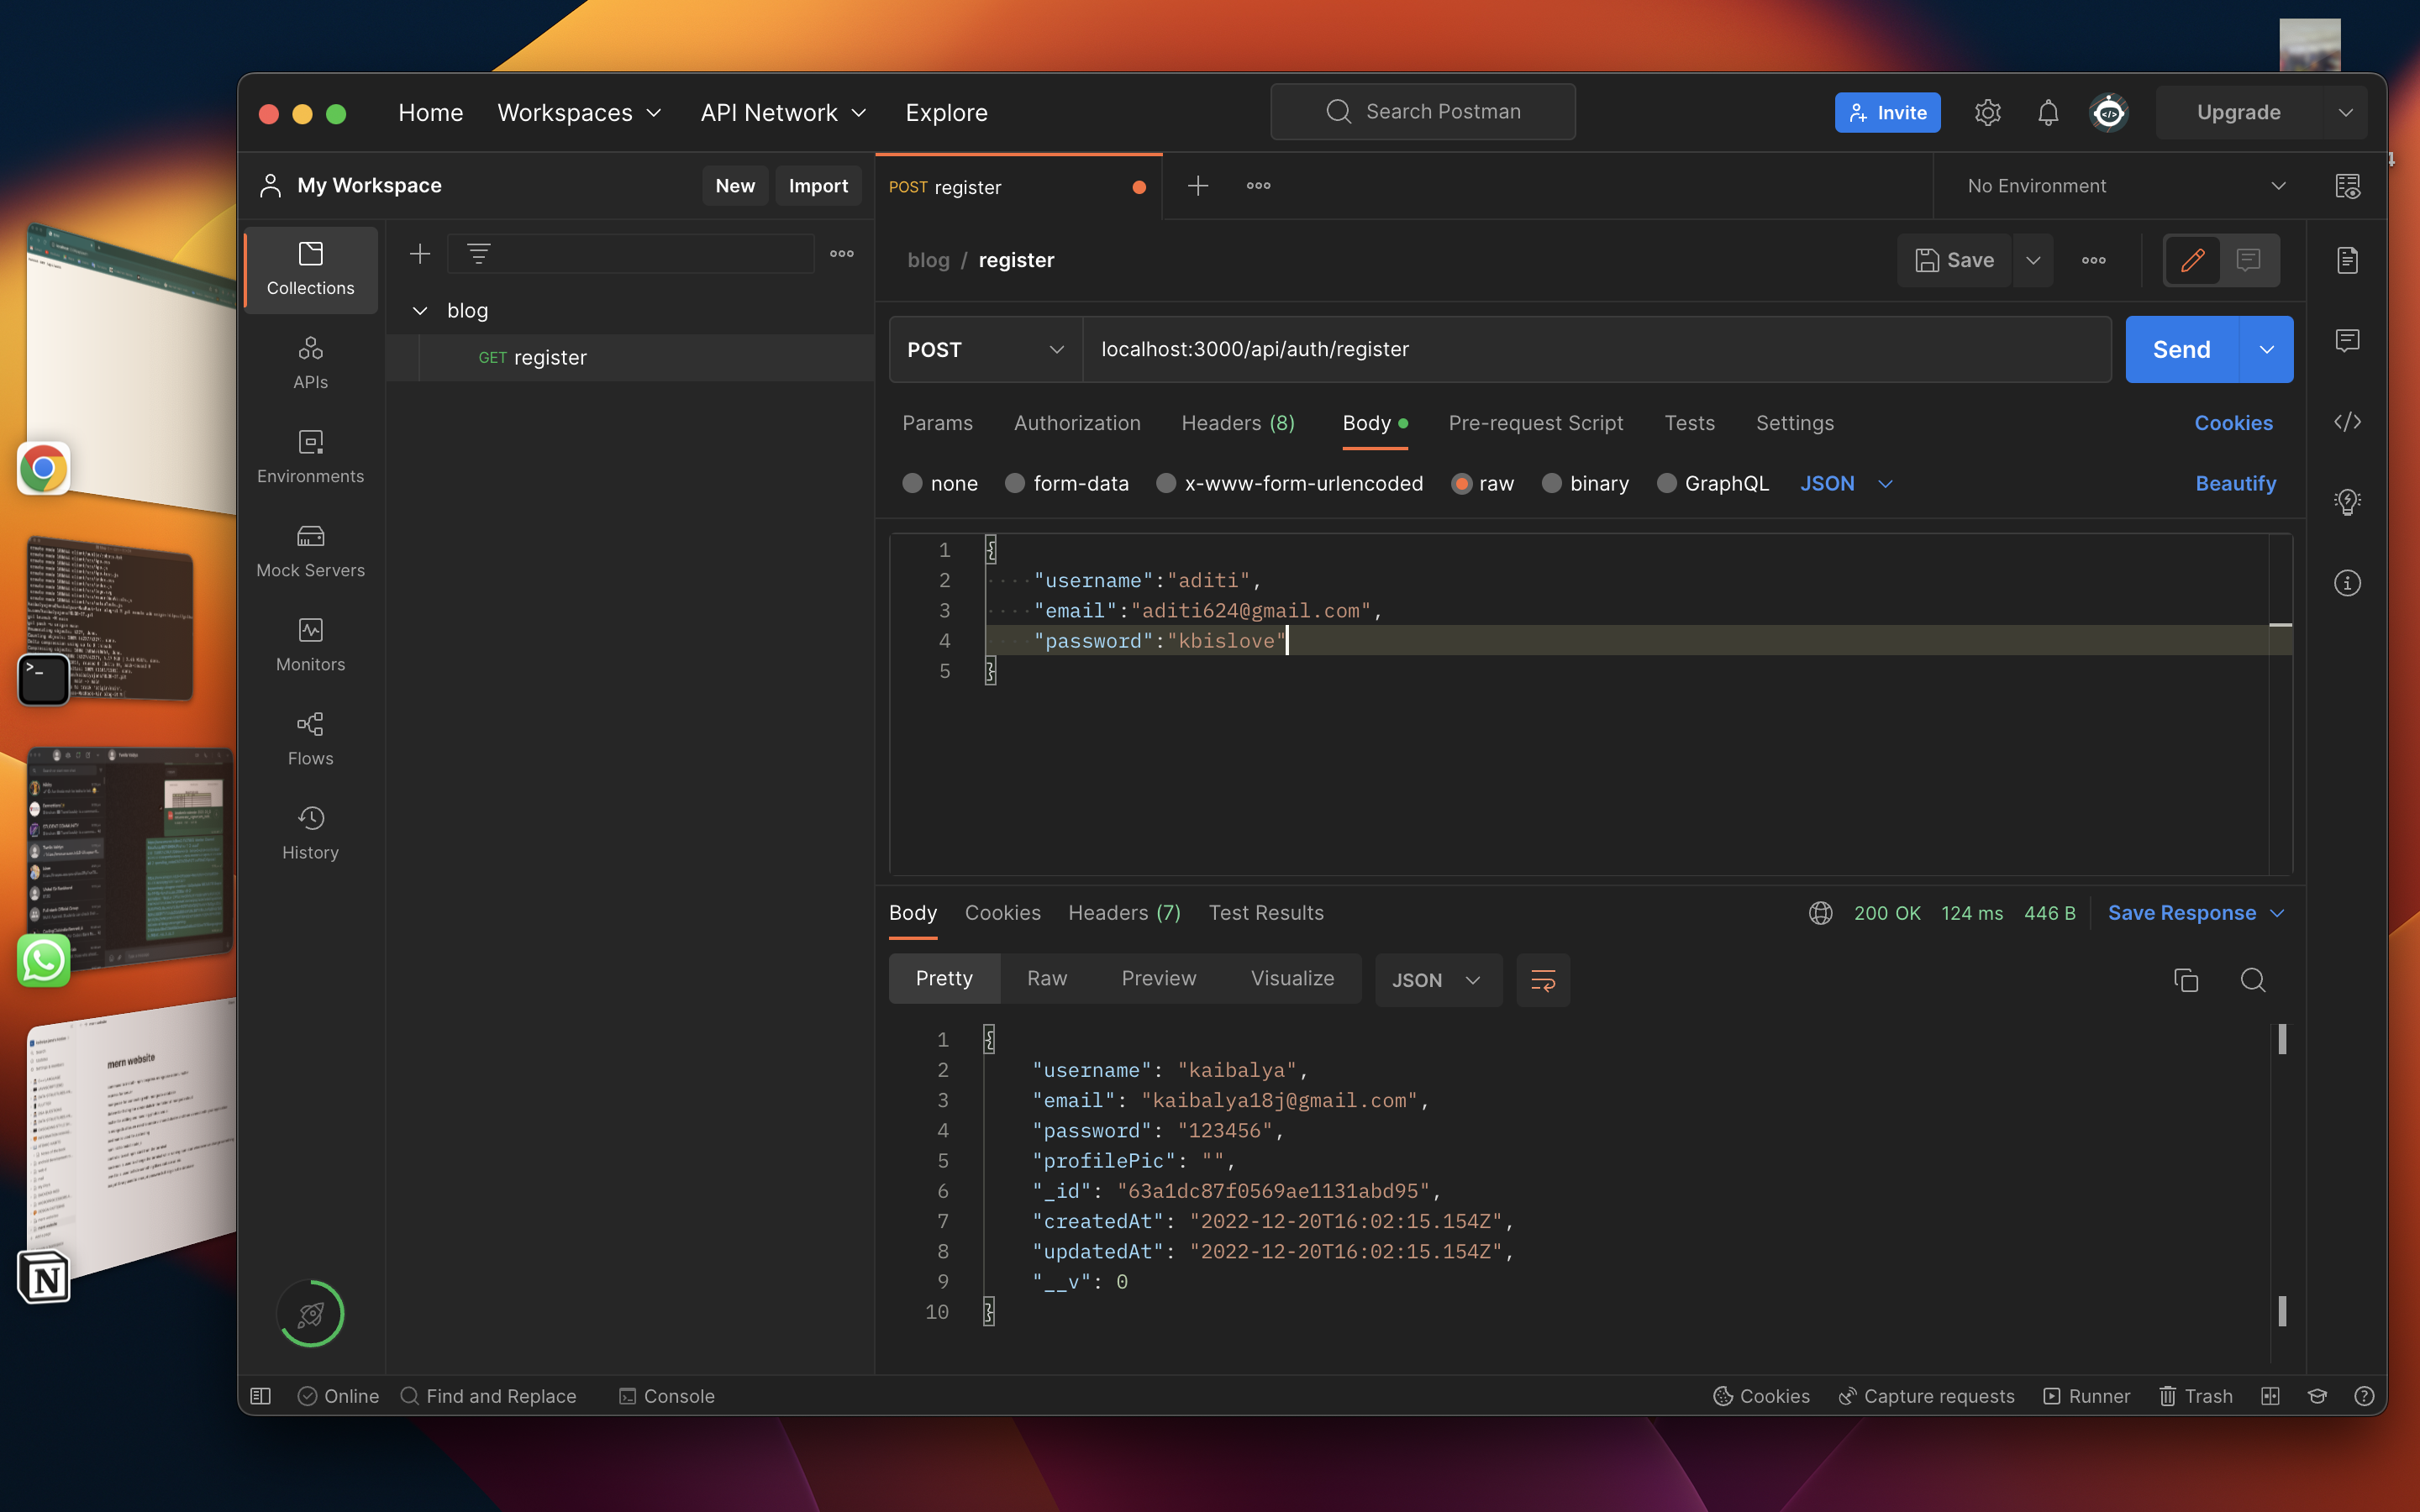 Home Workspaces API Network Explore Search Postman Invite Upgrade
My Workspace New Import POST register No Environment
Collections
APIs
Environments
Mock Servers
Monitors
Flows
History
blog
GET register
blog / register Save
POST localhost:3000/api/auth/register Send
Params Authorization Headers (8) Body Pre-request Script Tests Settings Cookies
none form-data x-www-form-urlencoded raw binary GraphQL JSON Beautify
1 {
2 "username":"aditi",
3 "email":"aditi624@gmail.com",
4 "password":"kbislove"
5 }
Body Cookies Headers (7) Test Results 200 OK 124 ms 446 B Save Response
Pretty Raw Preview Visualize JSON
1 {
2 "username": "kaibalya",
3 "email": "kaibalya18j@gmail.com",
4 "password": "123456",
5 "profilePic": "",
6 "_id": "63a1dc87f0569ae1131abd95",
7 "createdAt": "2022-12-20T16:02:15.154Z",
8 "updatedAt": "2022-12-20T16:02:15.154Z",
9 "__v": 0
10 }
Online Find and Replace Console Cookies Capture requests Runner Trash
mern website